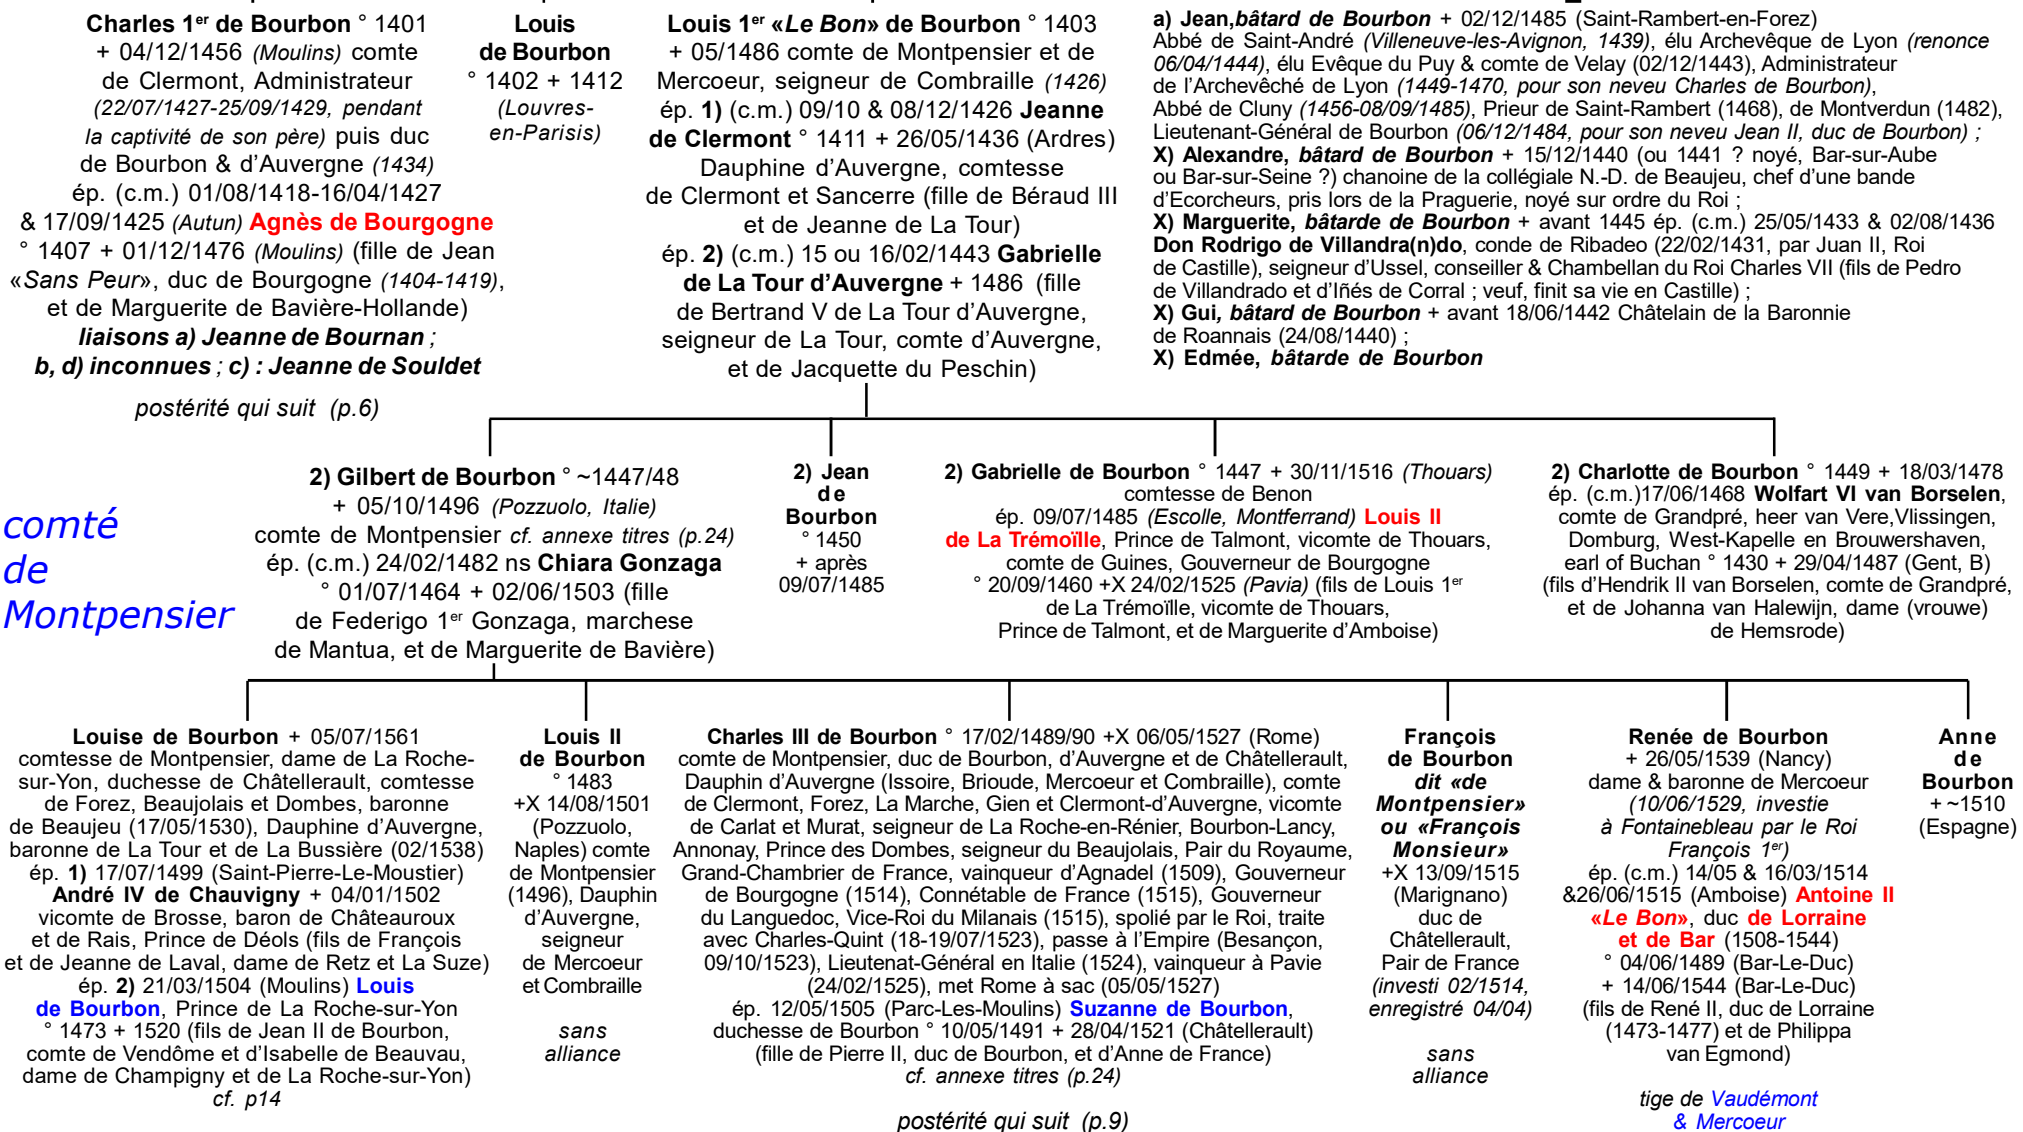 Charles 1er de Bourbon ° 1401
+ 04/12/1456 (Moulins) comte
de Clermont, Administrateur
(22/07/1427-25/09/1429, pendant
la captivité de son père) puis duc
de Bourbon & d'Auvergne (1434)
ép. (c.m.) 01/08/1418-16/04/1427
& 17/09/1425 (Autun) Agnès de Bourgogne
° 1407 + 01/12/1476 (Moulins) (fille de Jean
«Sans Peur», duc de Bourgogne (1404-1419),
et de Marguerite de Bavière-Hollande)
liaisons a) Jeanne de Bournan ;
b, d) inconnues ; c) : Jeanne de Souldet
postérité qui suit (p.6)
Louis
de Bourbon
° 1402 + 1412
(Louvres-
en-Parisis)
Louis 1er «Le Bon» de Bourbon ° 1403
+ 05/1486 comte de Montpensier et de
Mercoeur, seigneur de Combraille (1426)
ép. 1) (c.m.) 09/10 & 08/12/1426 Jeanne
de Clermont ° 1411 + 26/05/1436 (Ardres)
Dauphine d'Auvergne, comtesse
de Clermont et Sancerre (fille de Béraud III
et de Jeanne de La Tour)
ép. 2) (c.m.) 15 ou 16/02/1443 Gabrielle
de La Tour d'Auvergne + 1486 (fille
de Bertrand V de La Tour d'Auvergne,
seigneur de La Tour, comte d'Auvergne,
et de Jacquette du Peschin)
a) Jean,bâtard de Bourbon + 02/12/1485 (Saint-Rambert-en-Forez)
Abbé de Saint-André (Villeneuve-les-Avignon, 1439), élu Archevêque de Lyon (renonce
06/04/1444), élu Evêque du Puy & comte de Velay (02/12/1443), Administrateur
de l'Archevêché de Lyon (1449-1470, pour son neveu Charles de Bourbon),
Abbé de Cluny (1456-08/09/1485), Prieur de Saint-Rambert (1468), de Montverdun (1482),
Lieutenant-Général de Bourbon (06/12/1484, pour son neveu Jean II, duc de Bourbon) ;
X) Alexandre, bâtard de Bourbon + 15/12/1440 (ou 1441 ? noyé, Bar-sur-Aube
ou Bar-sur-Seine ?) chanoine de la collégiale N.-D. de Beaujeu, chef d'une bande
d'Ecorcheurs, pris lors de la Praguerie, noyé sur ordre du Roi ;
X) Marguerite, bâtarde de Bourbon + avant 1445 ép. (c.m.) 25/05/1433 & 02/08/1436
Don Rodrigo de Villandra(n)do, conde de Ribadeo (22/02/1431, par Juan II, Roi
de Castille), seigneur d'Ussel, conseiller & Chambellan du Roi Charles VII (fils de Pedro
de Villandrado et d'Iñés de Corral ; veuf, finit sa vie en Castille) ;
X) Gui, bâtard de Bourbon + avant 18/06/1442 Châtelain de la Baronnie
de Roannais (24/08/1440) ;
X) Edmée, bâtarde de Bourbon
comté
de
Montpensier
2) Gilbert de Bourbon ° ~1447/48
+ 05/10/1496 (Pozzuolo, Italie)
comte de Montpensier cf. annexe titres (p.24)
ép. (c.m.) 24/02/1482 ns Chiara Gonzaga
° 01/07/1464 + 02/06/1503 (fille
de Federigo 1er Gonzaga, marchese
de Mantua, et de Marguerite de Bavière)
2) Jean
de
Bourbon
° 1450
+ après
09/07/1485
2) Gabrielle de Bourbon ° 1447 + 30/11/1516 (Thouars)
comtesse de Benon
ép. 09/07/1485 (Escolle, Montferrand) Louis II
de La Trémoïlle, Prince de Talmont, vicomte de Thouars,
comte de Guines, Gouverneur de Bourgogne
° 20/09/1460 +X 24/02/1525 (Pavia) (fils de Louis 1er
de La Trémoïlle, vicomte de Thouars,
Prince de Talmont, et de Marguerite d'Amboise)
2) Charlotte de Bourbon ° 1449 + 18/03/1478
ép. (c.m.)17/06/1468 Wolfart VI van Borselen,
comte de Grandpré, heer van Vere,Vlissingen,
Domburg, West-Kapelle en Brouwershaven,
earl of Buchan ° 1430 + 29/04/1487 (Gent, B)
(fils d'Hendrik II van Borselen, comte de Grandpré,
et de Johanna van Halewijn, dame (vrouwe)
de Hemsrode)
Louise de Bourbon + 05/07/1561
comtesse de Montpensier, dame de La Roche-
sur-Yon, duchesse de Châtellerault, comtesse
de Forez, Beaujolais et Dombes, baronne
de Beaujeu (17/05/1530), Dauphine d'Auvergne,
baronne de La Tour et de La Bussière (02/1538)
ép. 1) 17/07/1499 (Saint-Pierre-Le-Moustier)
André IV de Chauvigny + 04/01/1502
vicomte de Brosse, baron de Châteauroux
et de Rais, Prince de Déols (fils de François
et de Jeanne de Laval, dame de Retz et La Suze)
ép. 2) 21/03/1504 (Moulins) Louis
de Bourbon, Prince de La Roche-sur-Yon
° 1473 + 1520 (fils de Jean II de Bourbon,
comte de Vendôme et d'Isabelle de Beauvau,
dame de Champigny et de La Roche-sur-Yon)
cf. p14
Louis II
de Bourbon
° 1483
+X 14/08/1501
(Pozzuolo,
Naples) comte
de Montpensier
(1496), Dauphin
d'Auvergne,
seigneur
de Mercoeur
et Combraille
sans
alliance
Charles III de Bourbon ° 17/02/1489/90 +X 06/05/1527 (Rome)
comte de Montpensier, duc de Bourbon, d'Auvergne et de Châtellerault,
Dauphin d'Auvergne (Issoire, Brioude, Mercoeur et Combraille), comte
de Clermont, Forez, La Marche, Gien et Clermont-d'Auvergne, vicomte
de Carlat et Murat, seigneur de La Roche-en-Rénier, Bourbon-Lancy,
Annonay, Prince des Dombes, seigneur du Beaujolais, Pair du Royaume,
Grand-Chambrier de France, vainqueur d'Agnadel (1509), Gouverneur
de Bourgogne (1514), Connétable de France (1515), Gouverneur
du Languedoc, Vice-Roi du Milanais (1515), spolié par le Roi, traite
avec Charles-Quint (18-19/07/1523), passe à l'Empire (Besançon,
09/10/1523), Lieutenat-Général en Italie (1524), vainqueur à Pavie
(24/02/1525), met Rome à sac (05/05/1527)
ép. 12/05/1505 (Parc-Les-Moulins) Suzanne de Bourbon,
duchesse de Bourbon ° 10/05/1491 + 28/04/1521 (Châtellerault)
(fille de Pierre II, duc de Bourbon, et d'Anne de France)
cf. annexe titres (p.24)
postérité qui suit (p.9)
François
de Bourbon
dit «de
Montpensier»
ou «François
Monsieur»
+X 13/09/1515
(Marignano)
duc de
Châtellerault,
Pair de France
(investi 02/1514,
enregistré 04/04)
sans
alliance
Renée de Bourbon
+ 26/05/1539 (Nancy)
dame & baronne de Mercoeur
(10/06/1529, investie
à Fontainebleau par le Roi
François 1er)
ép. (c.m.) 14/05 & 16/03/1514
&26/06/1515 (Amboise) Antoine II
«Le Bon», duc de Lorraine
et de Bar (1508-1544)
° 04/06/1489 (Bar-Le-Duc)
+ 14/06/1544 (Bar-Le-Duc)
(fils de René II, duc de Lorraine
(1473-1477) et de Philippa
van Egmond)
tige de Vaudémont
& Mercoeur
Anne
de
Bourbon
+ ~1510
(Espagne)